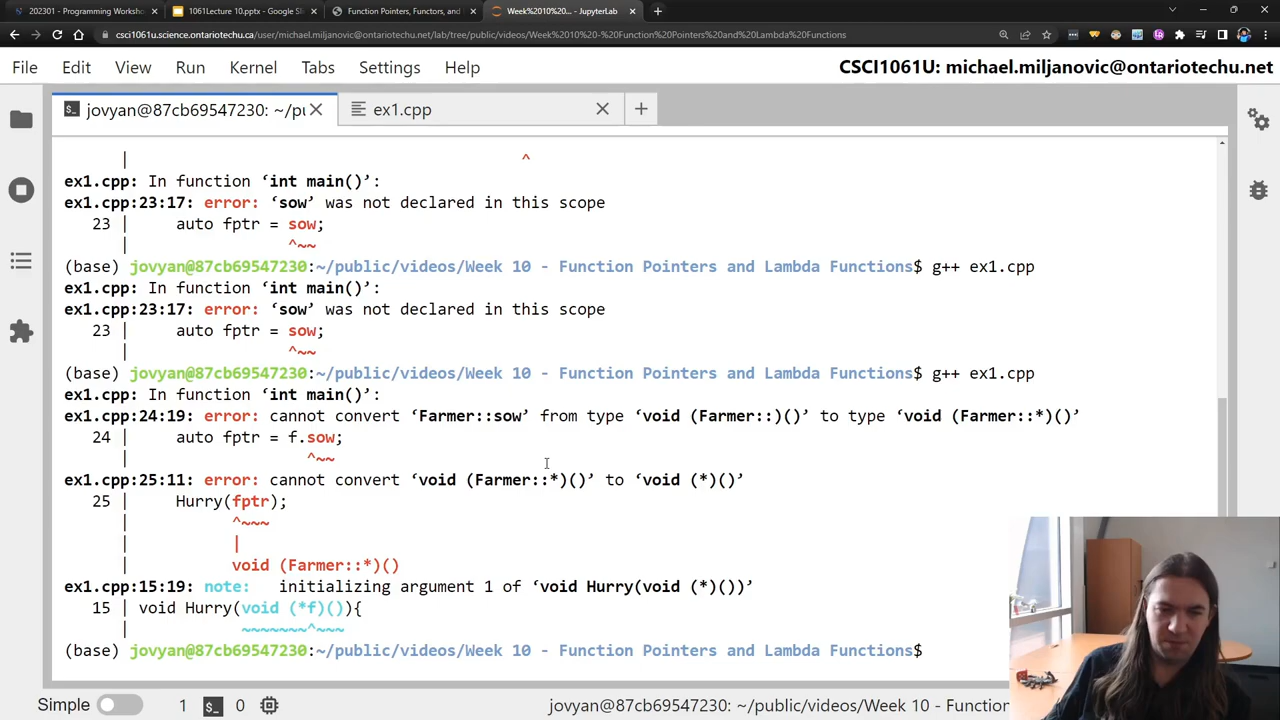 202301 - Programming Worksho
1061Lecture 10.pptx - Google Sl
Function Pointers, Functors, and
Week%2010%20... - JupyterLab
csci1061u.science.ontariotechu.ca/user/michael.miljanovic@ontariotechu.net/lab/tree/public/videos/Week%2010%20-%20Function%20Pointers%20and%20Lambda%20Functions
File Edit View Run Kernel Tabs Settings Help
CSCI1061U: michael.miljanovic@ontariotechu.net
jovyan@87cb69547230: ~/pu
ex1.cpp
| ^
ex1.cpp: In function ‘int main()’:
ex1.cpp:23:17: error: ‘sow’ was not declared in this scope
23 | auto fptr = sow;
| ^~~
(base) jovyan@87cb69547230:~/public/videos/Week 10 - Function Pointers and Lambda Functions$ g++ ex1.cpp
ex1.cpp: In function ‘int main()’:
ex1.cpp:23:17: error: ‘sow’ was not declared in this scope
23 | auto fptr = sow;
| ^~~
(base) jovyan@87cb69547230:~/public/videos/Week 10 - Function Pointers and Lambda Functions$ g++ ex1.cpp
ex1.cpp: In function ‘int main()’:
ex1.cpp:24:19: error: cannot convert ‘Farmer::sow’ from type ‘void (Farmer::)()’ to type ‘void (Farmer::*)()’
24 | auto fptr = f.sow;
| ^~~
ex1.cpp:25:11: error: cannot convert ‘void (Farmer::*)()’ to ‘void (*)()’
25 | Hurry(fptr);
| ^~~~
| |
| void (Farmer::*)()
ex1.cpp:15:19: note: initializing argument 1 of ‘void Hurry(void (*)())’
15 | void Hurry(void (*f)()){
| ~~~~~~~^~~~
(base) jovyan@87cb69547230:~/public/videos/Week 10 - Function Pointers and Lambda Functions$
Simple 1 0 jovyan@87cb69547230: ~/public/videos/Week 10 - Function